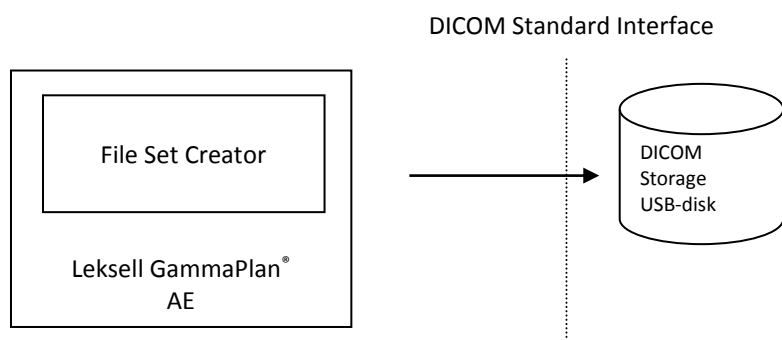 DICOM Standard Interface
File Set Creator
Leksell GammaPlan®
AE
DICOM
Storage
USB-disk